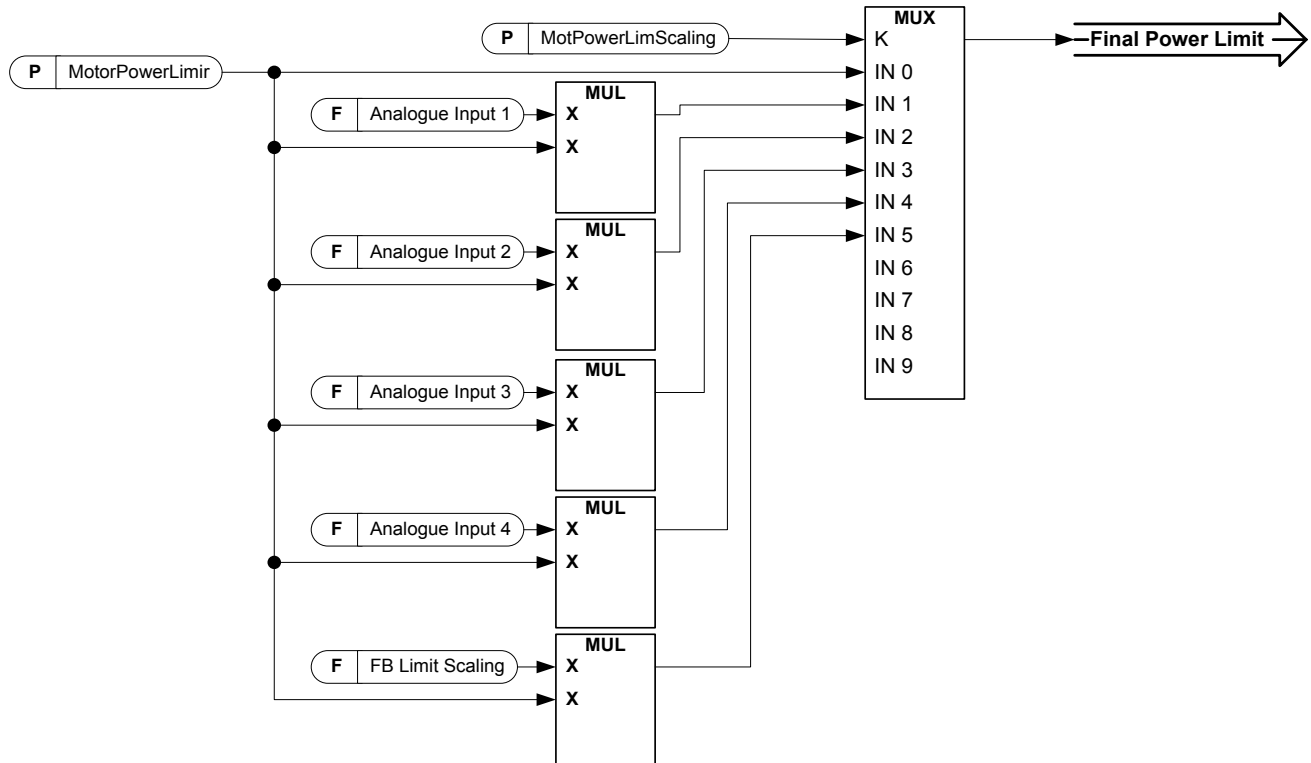 MUX
P MotPowerLimScaling
K
Final Power Limit
P MotorPowerLimir
IN 0
MUL
F Analogue Input 1
X
IN 1
X
IN 2
IN 3
IN 4
MUL
F Analogue Input 2
X
IN 5
X
IN 6
IN 7
IN 8
IN 9
MUL
F Analogue Input 3
X
X
MUL
F Analogue Input 4
X
X
MUL
F FB Limit Scaling
X
X